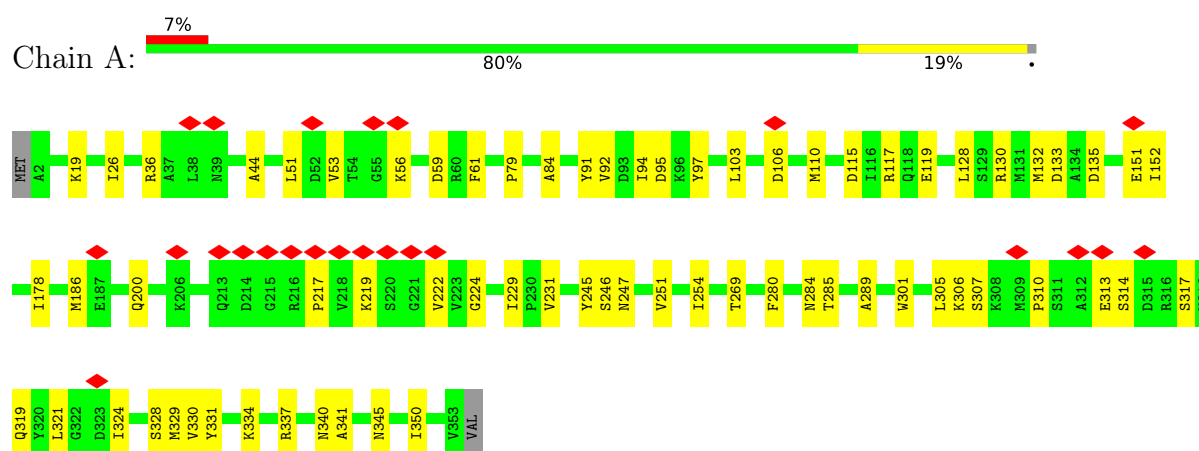 7%
Chain A:
80% 19% •
MET A2 K19 I26 R36 A37 L38 N39 A44 L51 D52 V53 T54 G55 K56 D59 R60 F61 P79 A84 Y91 V92 D93 I94 D95 K96 Y97 L103 D106 M110 D115 I116 R117 Q118 E119 L128 S129 R130 M131 M132 D133 A134 D135 E151 I152
I178 M186 E187 Q200 K206 Q213 D214 G215 R216 P217 V218 K219 S220 G221 V222 V223 G224 I229 P230 V231 Y245 S246 N247 V251 I254 T269 F280 N284 T285 A289 W301 L305 K306 S307 K308 M309 P310 S311 A312 E313 S314 D315 R316 S317
Q319 Y320 L321 G322 D323 I324 S328 M329 V330 Y331 K334 R337 N340 A341 N345 I350 V353 VAL